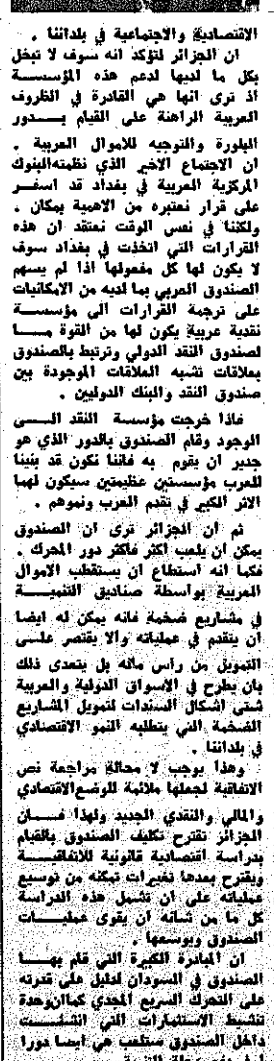 الاقتصادية والاجتماعية في بلداننا .
ان الجزائر لتؤكد انه سوف لا تبخل
بكل ما لديها لدعم هذه المؤسسة
اذ ترى انها هي القادرة في الظروف
العربية الراهنة على القيام بدور
البلورة والتوجيه للاموال العربية .
ان الاجتماع الاخير الذي نظمته البنوك
المركزية العربية في بغداد قد اسفر
على قرار نعتبره من الاهمية بمكان .
ولكننا في نفس الوقت نعتقد ان هذه
القرارات التي اتخذت في بغداد سوف
لا يكون لها كل مفعولها اذا لم يسهم
الصندوق العربي بما لديه من الامكانيات
على ترجمة القرارات الى مؤسسة
نقدية عربية يكون لها من القوة ما
لصندوق النقد الدولي وترتبط بالصندوق
بعلاقات تشبه العلاقات الموجودة بين
صندوق النقد والبنك الدوليين .
فاذا خرجت مؤسسة النقد الى
الوجود وقام الصندوق بالدور الذي هو
جدير ان يقوم به فاننا نكون قد بنينا
للعرب مؤسستين عظيمتين سيكون لهما
الاثر الكبير في تقدم العرب ونموهم .
ثم ان الجزائر ترى ان الصندوق
يمكن ان يلعب اكثر فاكثر دور المحرك .
فكما انه استطاع ان يستقطب الاموال
العربية بواسطة صناديق التنمية
في مشاريع ضخمة فانه يمكن له ايضا
ان يتقدم في عملياته والا يقتصر على
التمويل من راس ماله بل يتعدى ذلك
بان يطرح في الاسواق الدولية والعربية
شتى اشكال السندات لتمويل المشاريع
الضخمة التي يتطلبه النمو الاقتصادي
في بلداننا .
وهذا يوجب لا محالة مراجعة نص
الاتفاقية لجعلها ملائمة للوضع الاقتصادي
والمالي والنقدي الجديد ولهذا فان
الجزائر تقترح تكليف الصندوق بالقيام
بدراسة اقتصادية قانونية للاتفاقية
ويقترح بعدها تغيرات تمكنه من توسيع
عملياته على ان تشمل هذه الدراسة
كل ما من شانه ان يقوى عمليات
الصندوق ويوسعها .
ان المبادرة الكبيرة التي قام بها
الصندوق في السودان لدليل على قدرته
على التحرك السريع المجدي كما ان وحدة
تنشيط الاستثمارات التي انشئت
داخل الصندوق ستلعب هي ايضا دورا